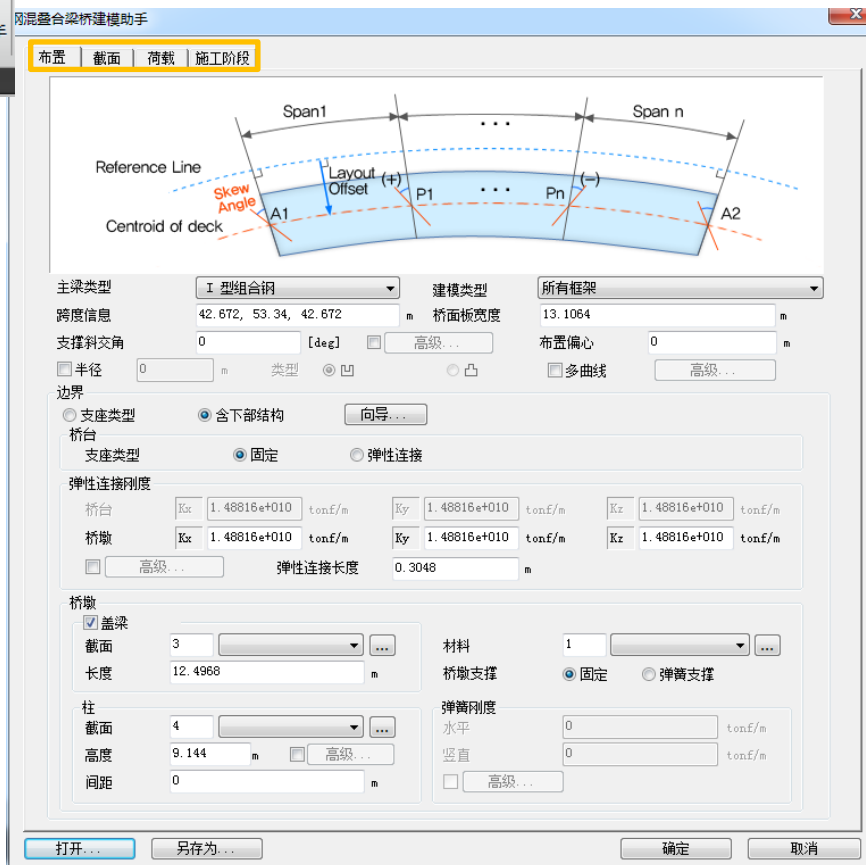 钢混叠合梁桥建模助手
布置 截面 荷载 施工阶段
Span1 ... Span n
Reference Line
Layout Offset
Skew Angle
(+) (-)
A1 P1 ... Pn A2
Centroid of deck
主梁类型 I 型组合钢 建模类型 所有框架
跨度信息 42.672, 53.34, 42.672 m 桥面板宽度 13.1064 m
支撑斜交角 0 [deg] 高级... 布置偏心 0 m
半径 0 m 类型 凹 凸 多曲线 高级...
边界
支座类型 含下部结构 向导...
桥台
支座类型 固定 弹性连接
弹性连接刚度
桥台 Kx 1.48816e+010 tonf/m Ky 1.48816e+010 tonf/m Kz 1.48816e+010 tonf/m
桥墩 Kx 1.48816e+010 tonf/m Ky 1.48816e+010 tonf/m Kz 1.48816e+010 tonf/m
高级... 弹性连接长度 0.3048 m
桥墩
盖梁
截面 3 ... 材料 1 ...
长度 12.4968 m 桥墩支撑 固定 弹簧支撑
柱 弹簧刚度
截面 4 ... 水平 0 tonf/m
高度 9.144 m 高级... 竖直 0 tonf/m
间距 0 m 高级...
打开... 另存为... 确定 取消